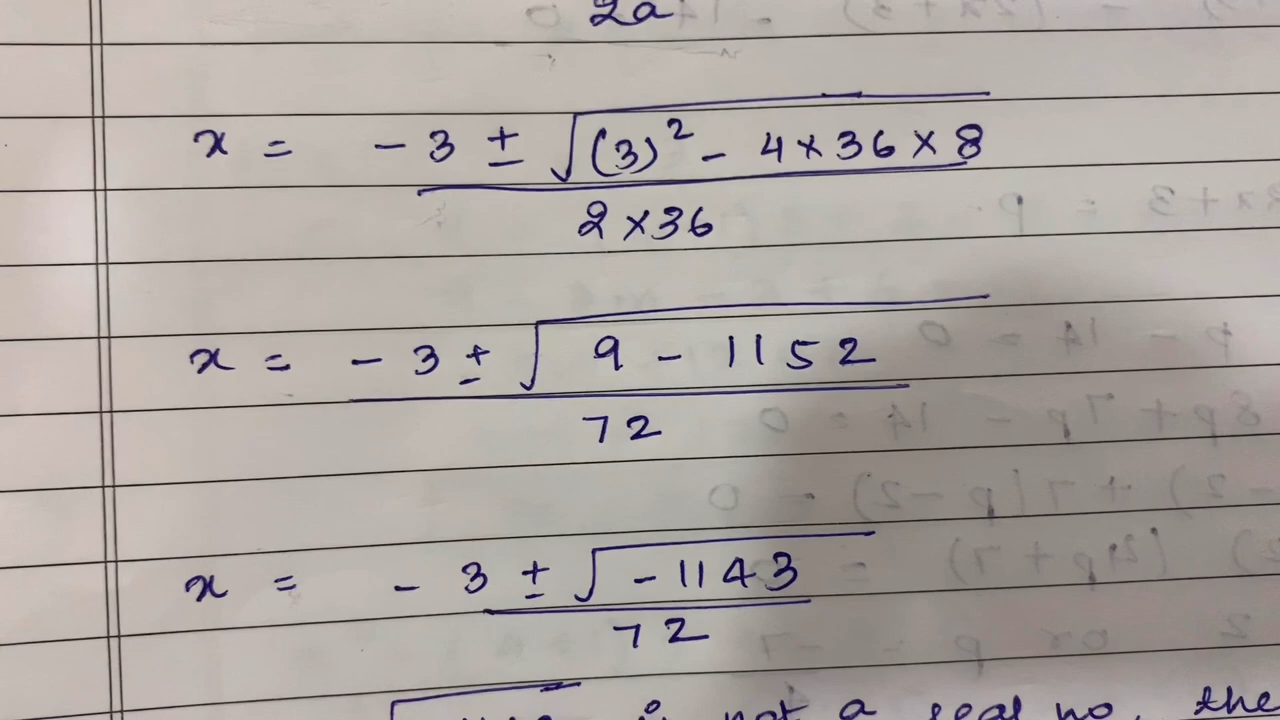 2a
x = - 3 ± √(3)² - 4×36×8
2×36
x = - 3 ± √9 - 1152
72
x = - 3 ± √-1143
72
is not a real no, the